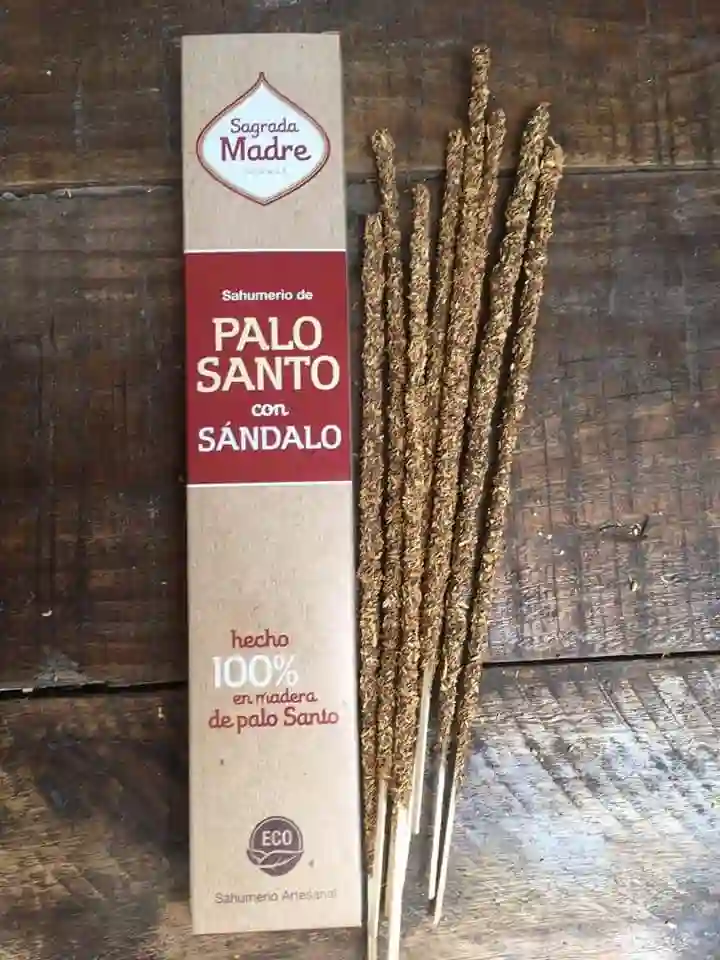 Sagrada
Madre
Sahumerio de
PALO
SANTO
con
SÁNDALO
hecho
100%
en madera
de palo Santo
ECO
Sahumerio Artesanal